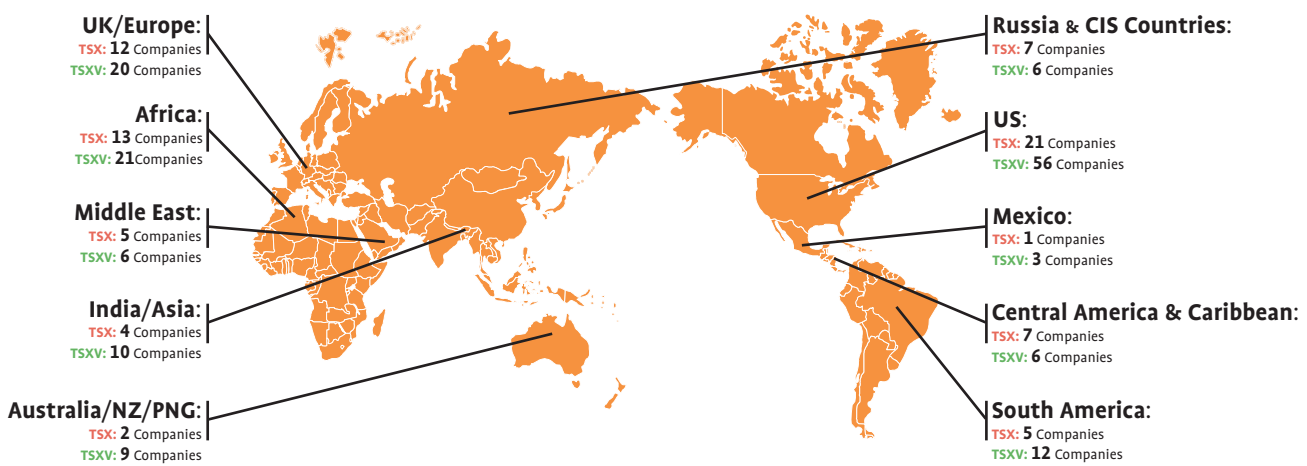 UK/Europe:
TSX: 12 Companies
TSXV: 20 Companies
Africa:
TSX: 13 Companies
TSXV: 21Companies
Middle East:
TSX: 5 Companies
TSXV: 6 Companies
India/Asia:
TSX: 4 Companies
TSXV: 10 Companies
Australia/NZ/PNG:
TSX: 2 Companies
TSXV: 9 Companies
Russia & CIS Countries:
TSX: 7 Companies
TSXV: 6 Companies
US:
TSX: 21 Companies
TSXV: 56 Companies
Mexico:
TSX: 1 Companies
TSXV: 3 Companies
Central America & Caribbean:
TSX: 7 Companies
TSXV: 6 Companies
South America:
TSX: 5 Companies
TSXV: 12 Companies